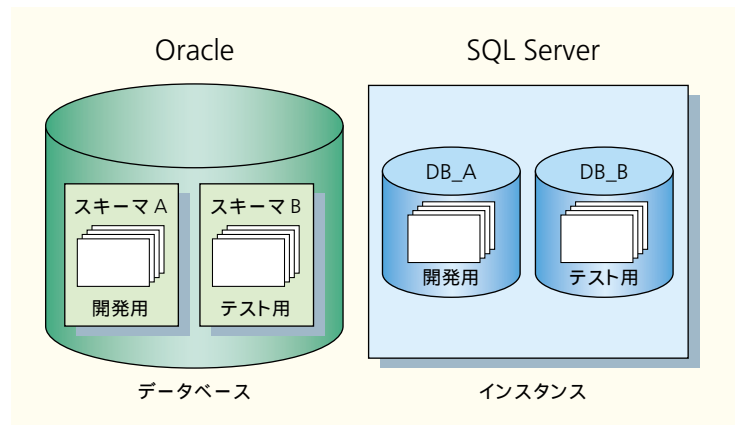 Oracle
スキーマ A
開発用
スキーマ B
テスト用
データベース
SQL Server
DB_A
開発用
DB_B
テスト用
インスタンス